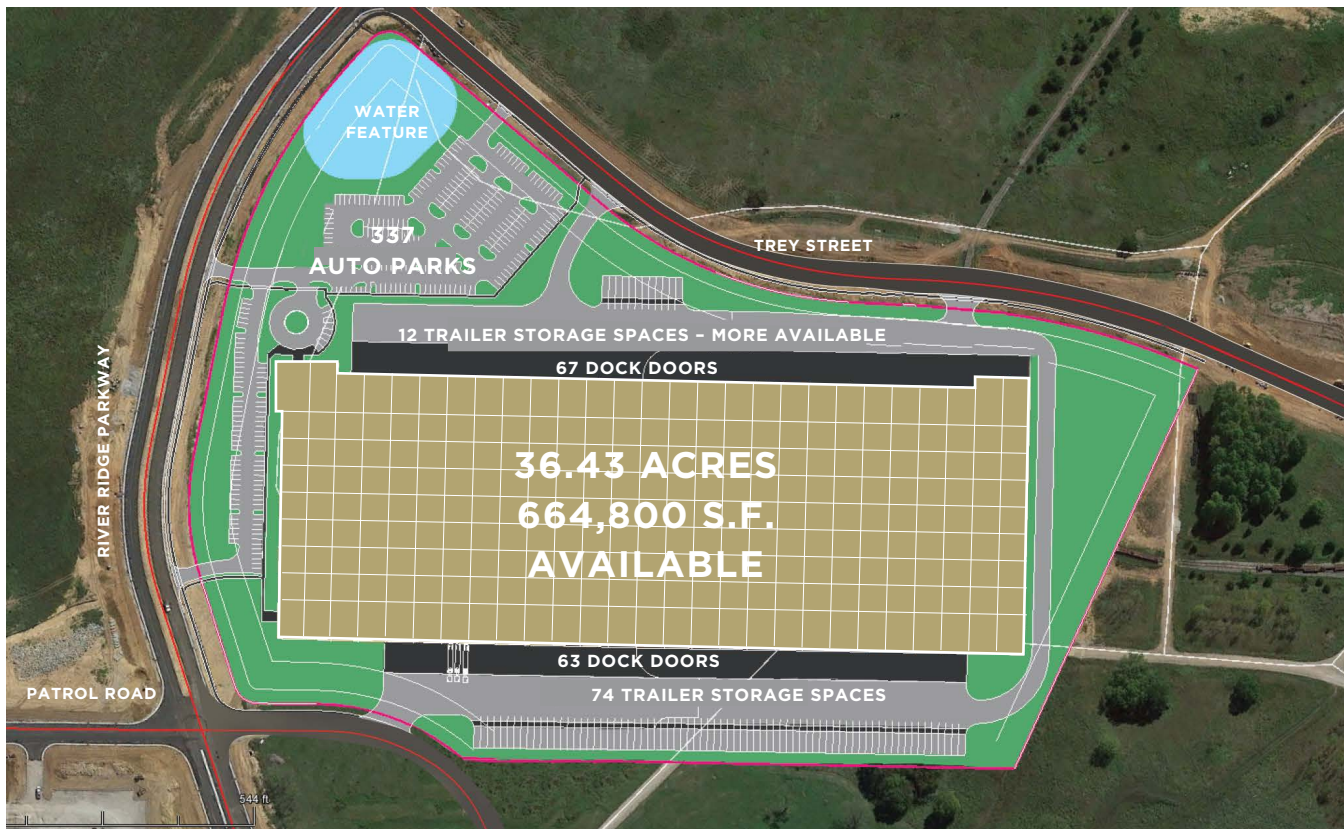 WATER
FEATURE
337
AUTO PARKS
TREY STREET
12 TRAILER STORAGE SPACES – MORE AVAILABLE
67 DOCK DOORS
RIVER RIDGE PARKWAY
36.43 ACRES
664,800 S.F.
AVAILABLE
63 DOCK DOORS
PATROL ROAD
74 TRAILER STORAGE SPACES
544 ft